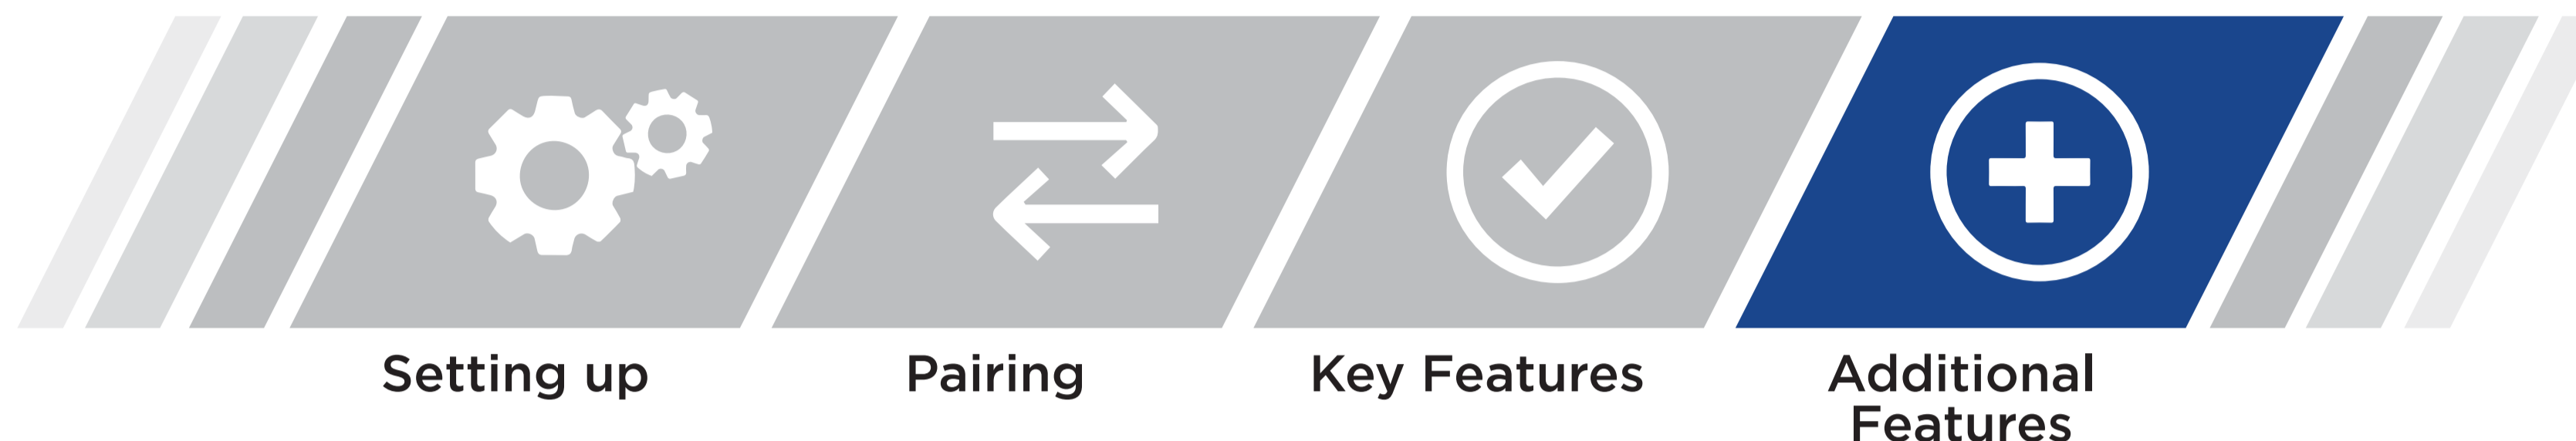 Setting up
Pairing
Key Features
Additional
Features